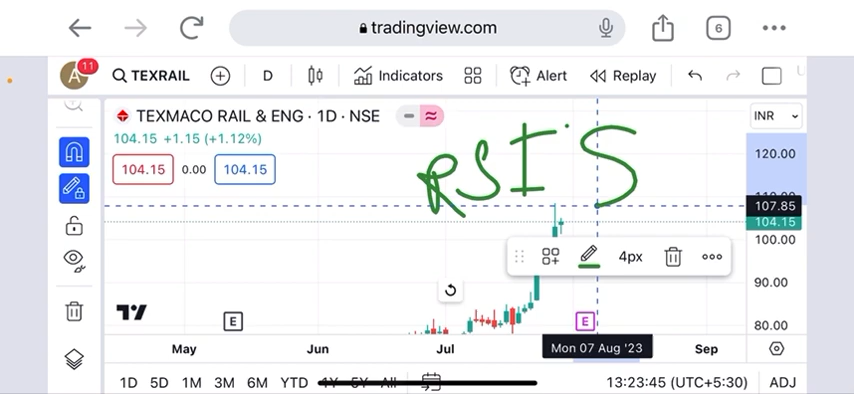 tradingview.com
6
A
11
TEXRAIL
D
Indicators
Alert
Replay
TEXMACO RAIL & ENG · 1D · NSE
INR
104.15 +1.15 (+1.12%)
104.15
0.00
104.15
RSI'S
120.00
107.85
104.15
100.00
90.00
80.00
4px
E
E
May
Jun
Jul
Mon 07 Aug '23
Sep
1D 5D 1M 3M 6M YTD 1Y 5Y All
13:23:45 (UTC+5:30)
ADJ